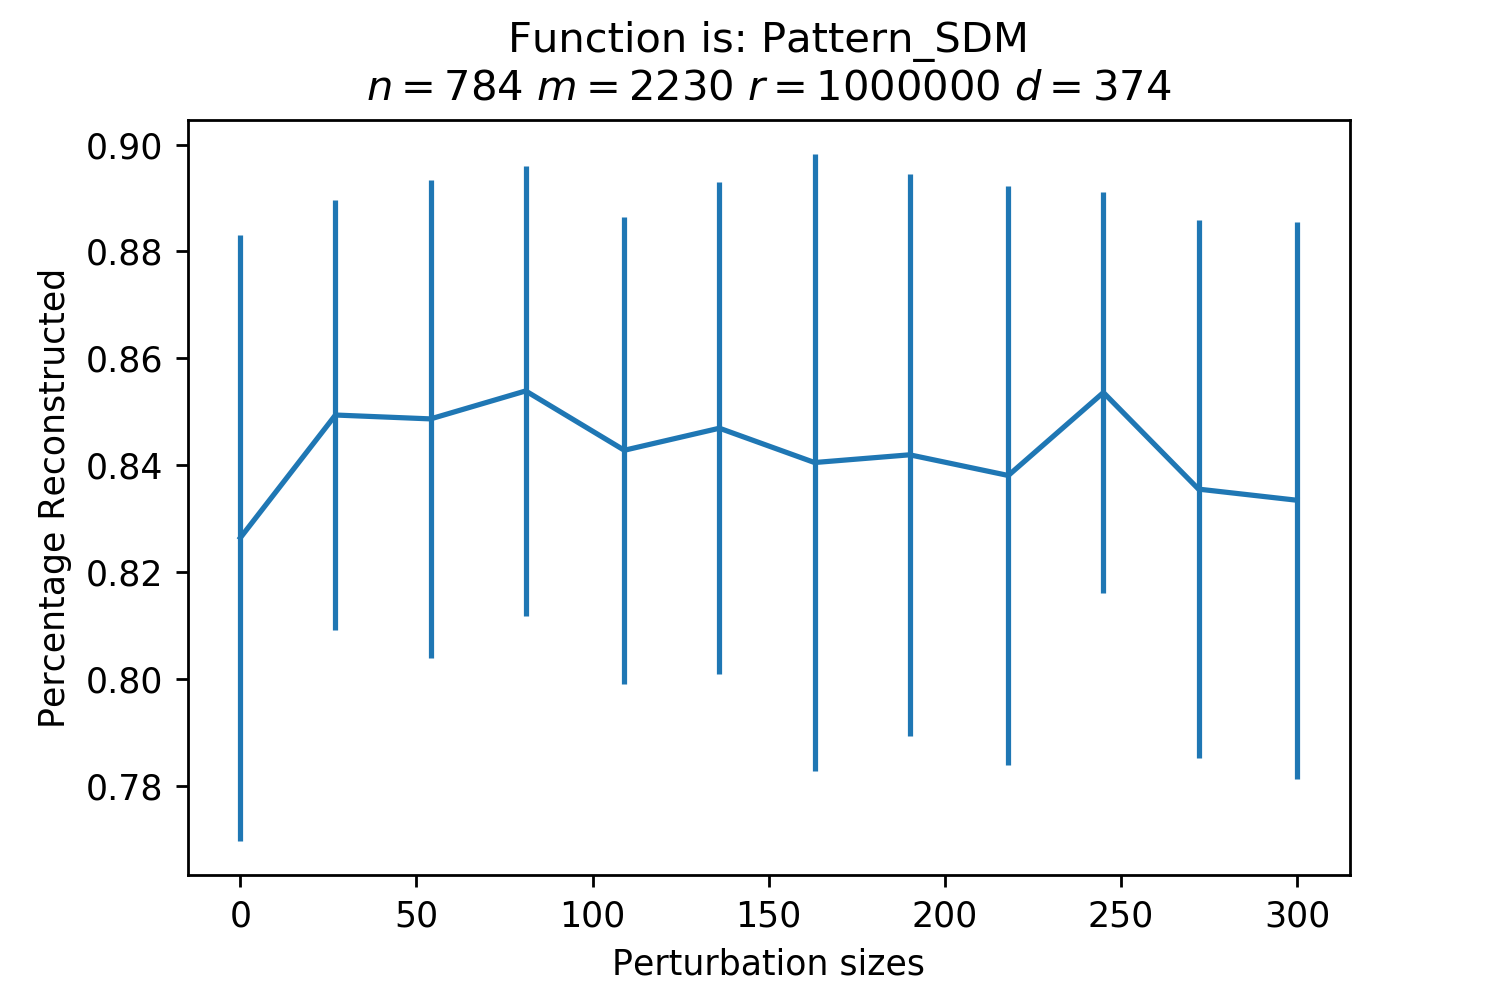 Function is: Pattern_SDM
n = 784 m = 2230 r = 1000000 d = 374
Percentage Reconstructed
0.90
0.88
0.86
0.84
0.82
0.80
0.78
0 50 100 150 200 250 300
Perturbation sizes